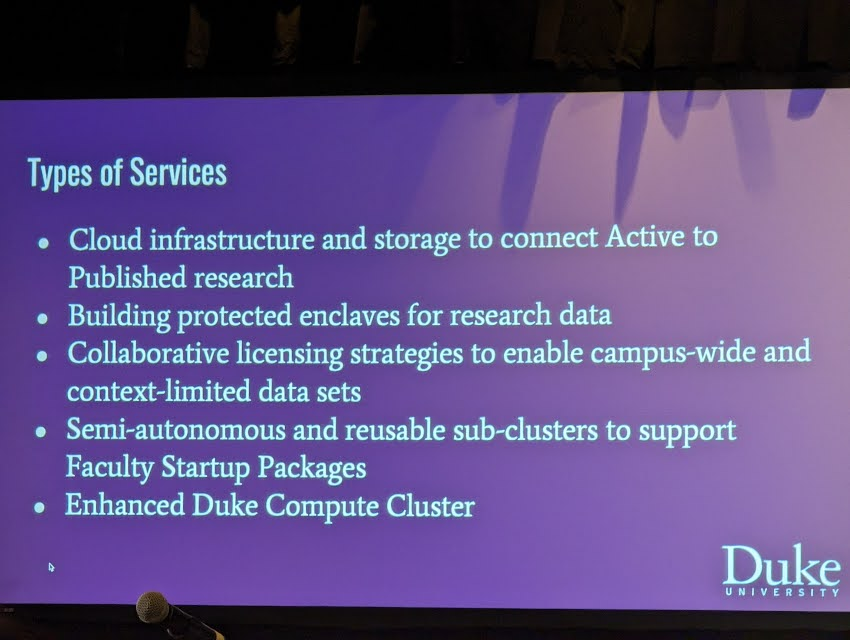 Types of Services
• Cloud infrastructure and storage to connect Active to
Published research
• Building protected enclaves for research data
• Collaborative licensing strategies to enable campus-wide and
context-limited data sets
• Semi-autonomous and reusable sub-clusters to support
Faculty Startup Packages
• Enhanced Duke Compute Cluster
Duke
UNIVERSITY